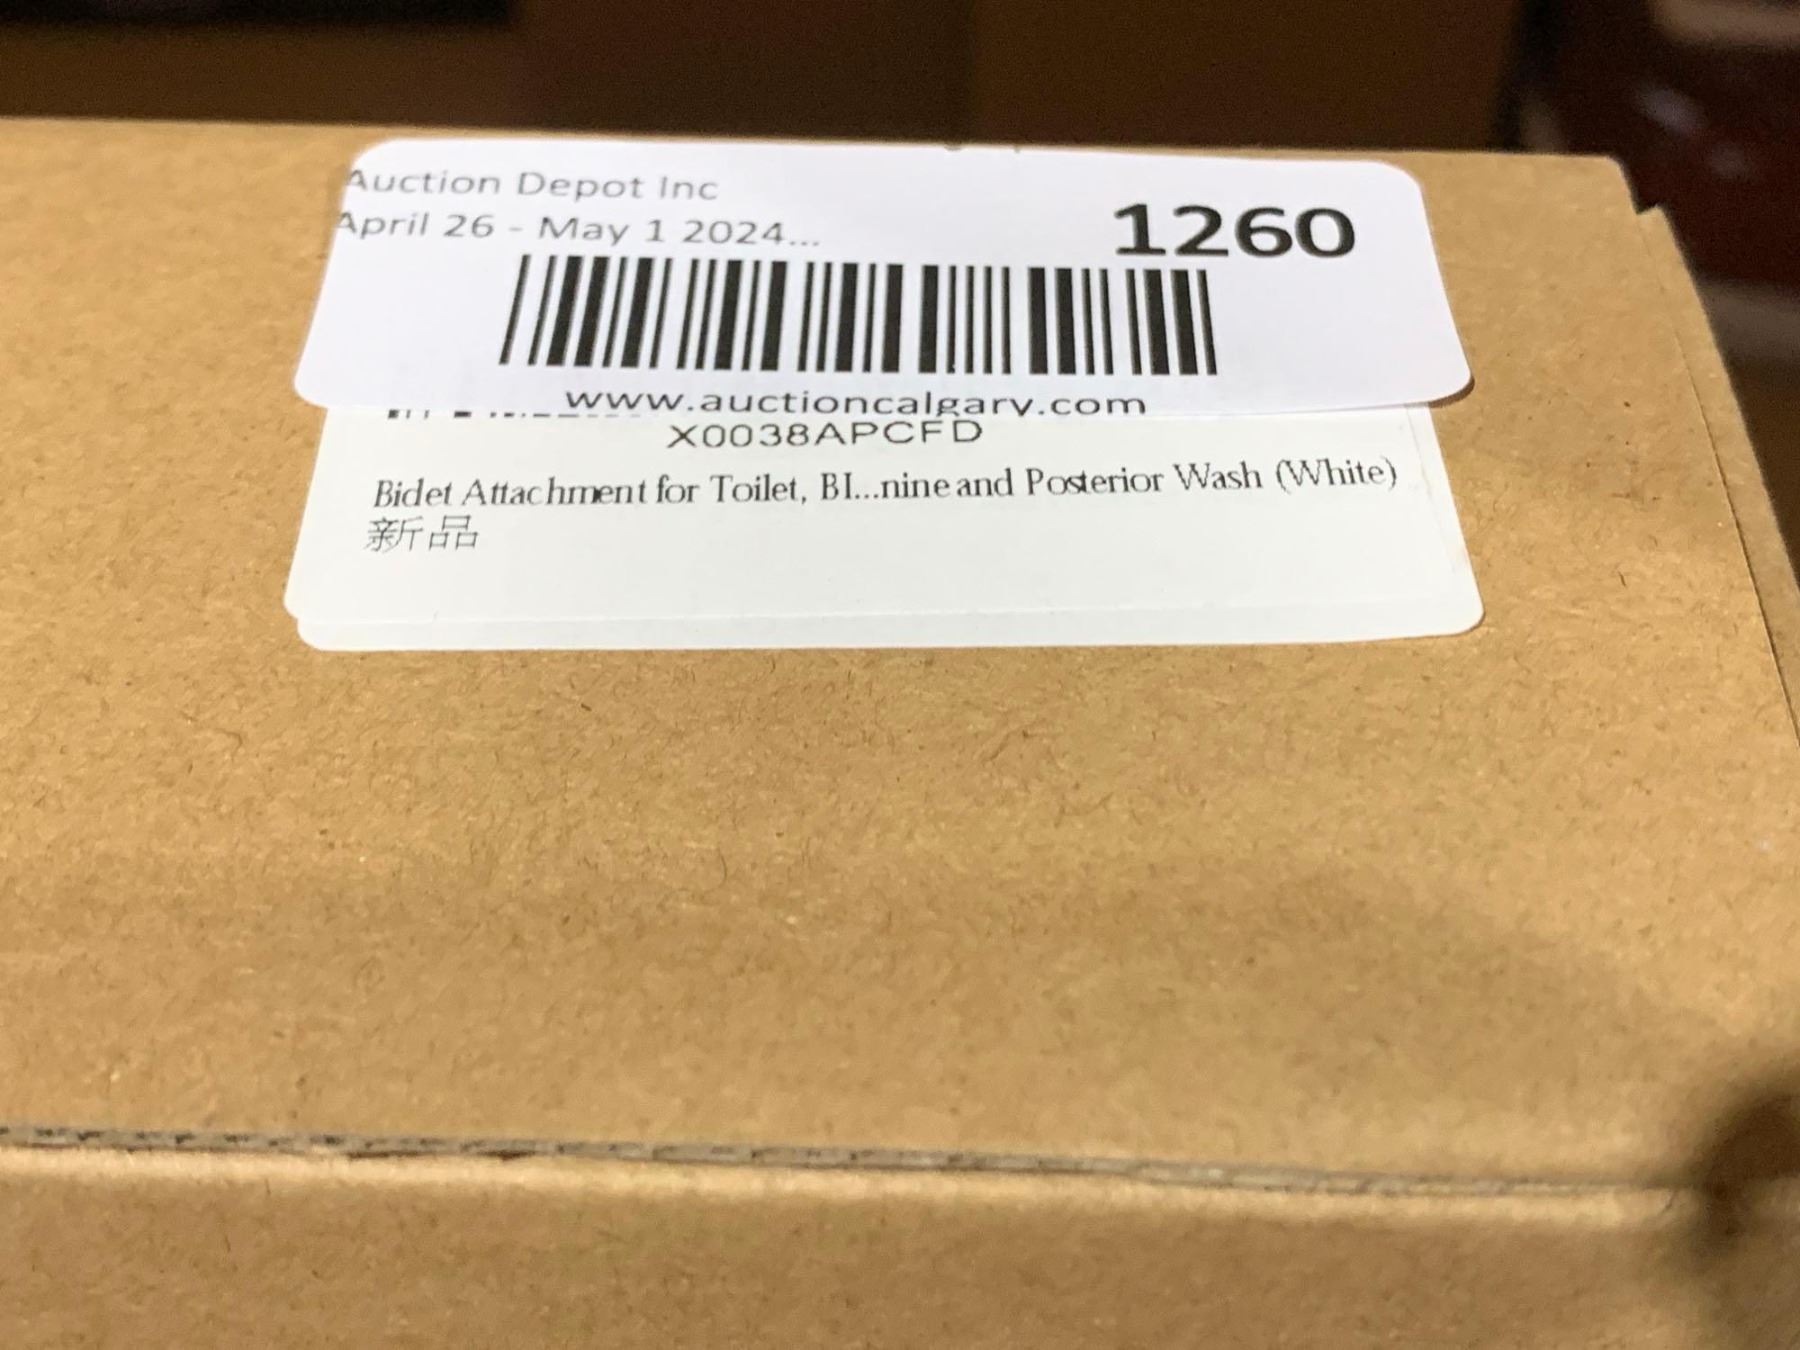 Auction Depot Inc
April 26 - May 1 2024...
1260
www.auctioncalgary.com
X0038APCFD
Bidet Attachment for Toilet, BI...nine and Posterior Wash (White)
新品